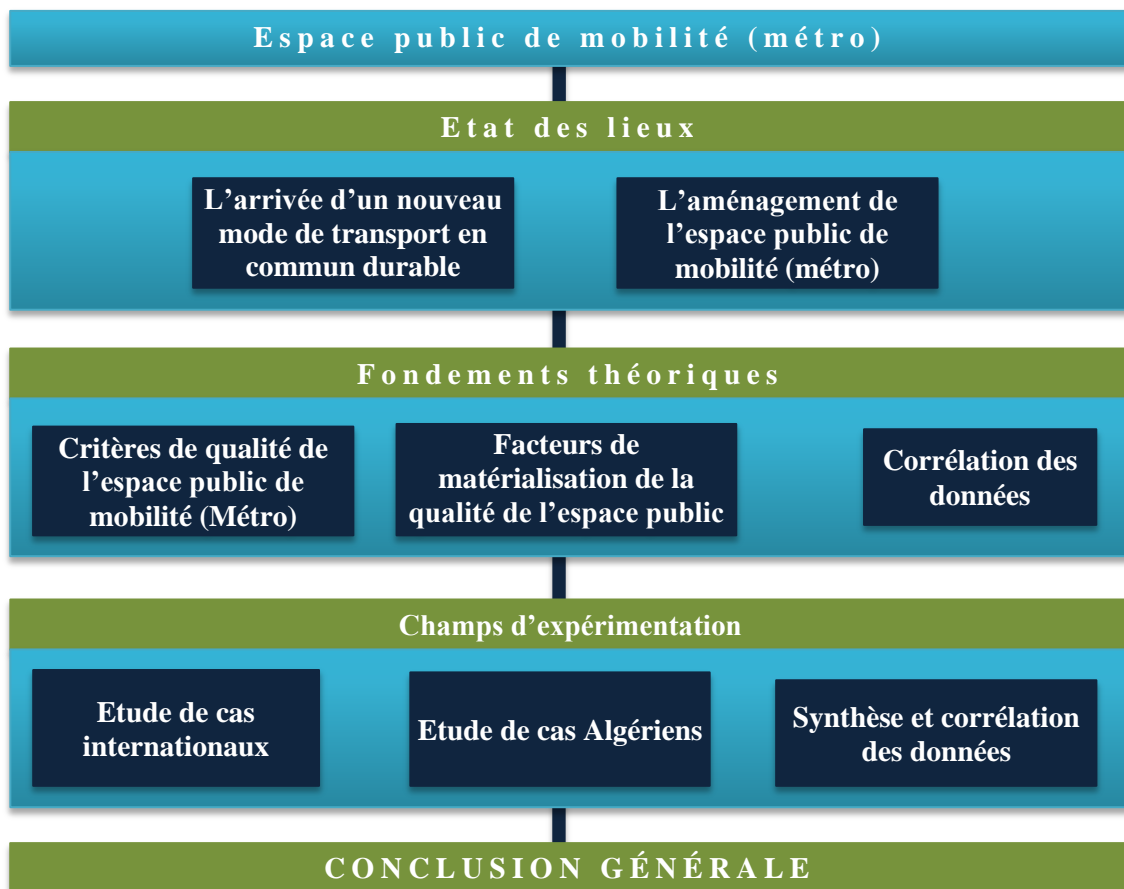 Espace public de mobilité (métro)
Etat des lieux
L’arrivée d’un nouveau
mode de transport en
commun durable
L’aménagement de
l’espace public de
mobilité (métro)
Fondements théoriques
Critères de qualité de
l’espace public de
mobilité (Métro)
Facteurs de
matérialisation de la
qualité de l’espace public
Corrélation des
données
Champs d’expérimentation
Etude de cas
internationaux
Etude de cas Algériens
Synthèse et corrélation
des données
CONCLUSION GÉNÉRALE